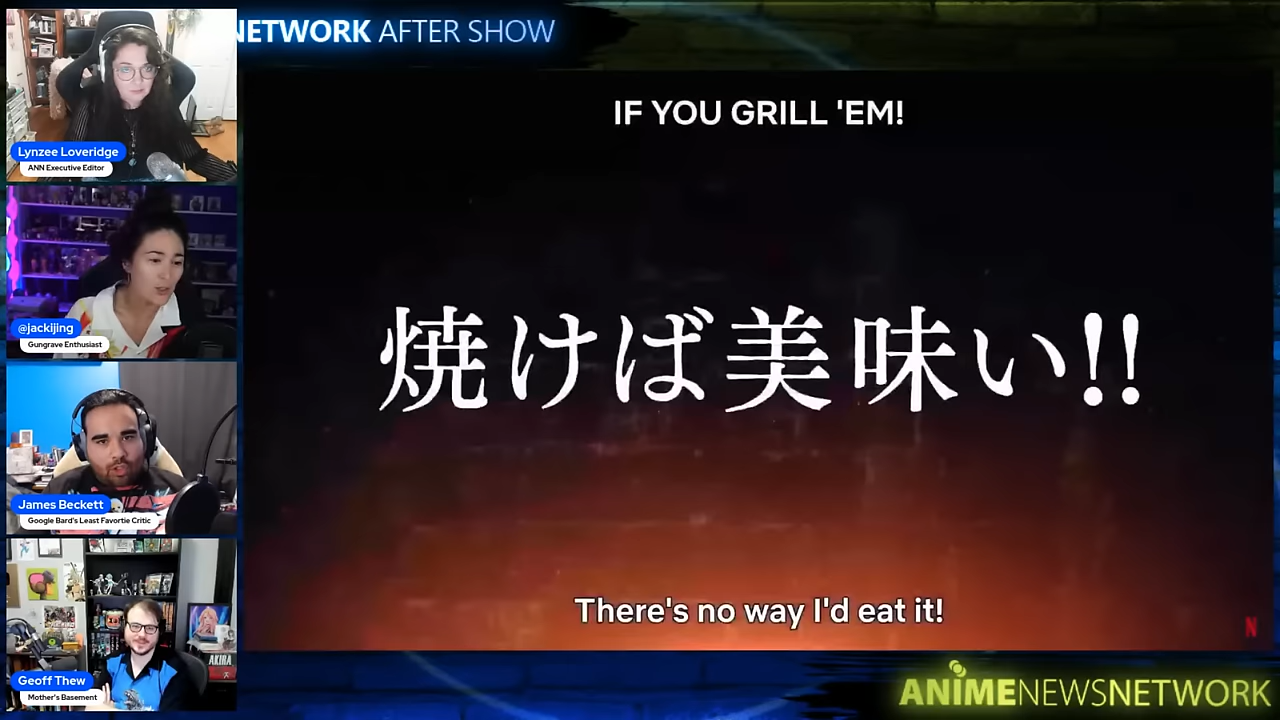 NETWORK AFTER SHOW
IF YOU GRILL 'EM!
焼けば美味い!!
There's no way I'd eat it!
N
ANIMENEWSNETWORK
Lynzee Loveridge
ANN Executive Editor
@jackijing
Gungrave Enthusiast
James Beckett
Google Bard's Least Favortie Critic
Geoff Thew
Mother's Basement
AKIRA